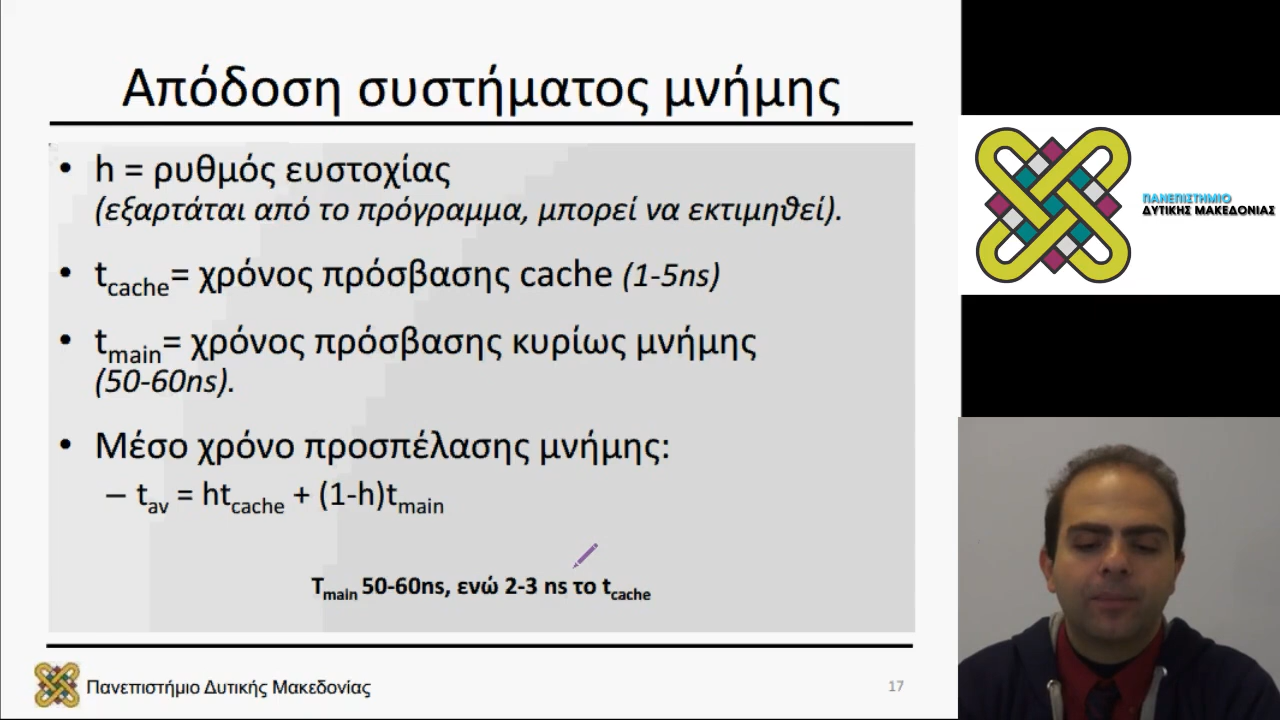 Απόδοση συστήματος μνήμης
• h = ρυθμός ευστοχίας
(εξαρτάται από το πρόγραμμα, μπορεί να εκτιμηθεί).
• tcache= χρόνος πρόσβασης cache (1-5ns)
• tmain= χρόνος πρόσβασης κυρίως μνήμης
(50-60ns).
• Μέσο χρόνο προσπέλασης μνήμης:
– tav = htcache + (1-h)tmain
Tmain 50-60ns, ενώ 2-3 ns το tcache
Πανεπιστήμιο Δυτικής Μακεδονίας
17
ΠΑΝΕΠΙΣΤΗΜΙΟ
ΔΥΤΙΚΗΣ ΜΑΚΕΔΟΝΙΑΣ